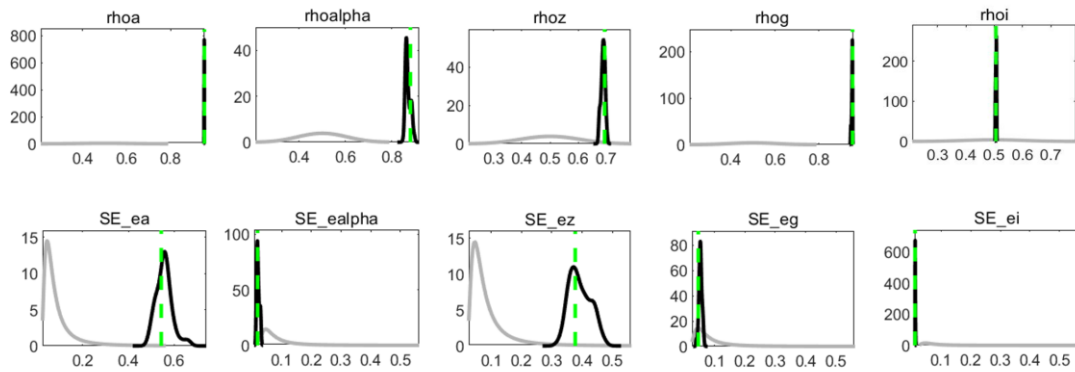 rhoa rhoalpha rhoz rhog rhoi
800 600 400 200 0
40 20 0
60 40 20 0
200 100 0
200 100 0
0.4 0.6 0.8
0.4 0.6 0.8
0.2 0.3 0.4 0.5 0.6 0.7
0.4 0.6 0.8
0.3 0.4 0.5 0.6 0.7
SE_ea SE_ealpha SE_ez SE_eg SE_ei
15 10 5 0
100 50 0
15 10 5 0
80 60 40 20 0
600 500 400 300 200 100 0
0.2 0.4 0.6
0.1 0.2 0.3 0.4 0.5
0.1 0.2 0.3 0.4 0.5
0.1 0.2 0.3 0.4 0.5
0.1 0.2 0.3 0.4 0.5